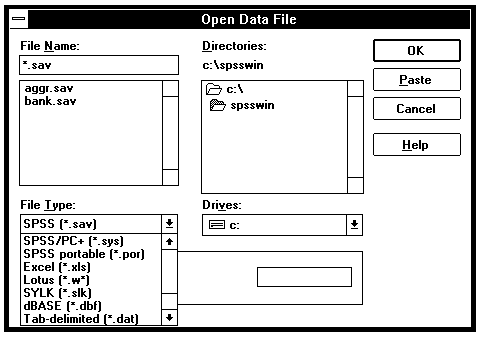 Open Data File
File Name:
*.sav
aggr.sav
bank.sav
Directories:
c:\spsswin
c:\
spsswin
OK
Paste
Cancel
Help
File Type:
SPSS (*.sav)
SPSS/PC+ (*.sys)
SPSS portable (*.por)
Excel (*.xls)
Lotus (*.w*)
SYLK (*.slk)
dBASE (*.dbf)
Tab-delimited (*.dat)
Drives:
c: